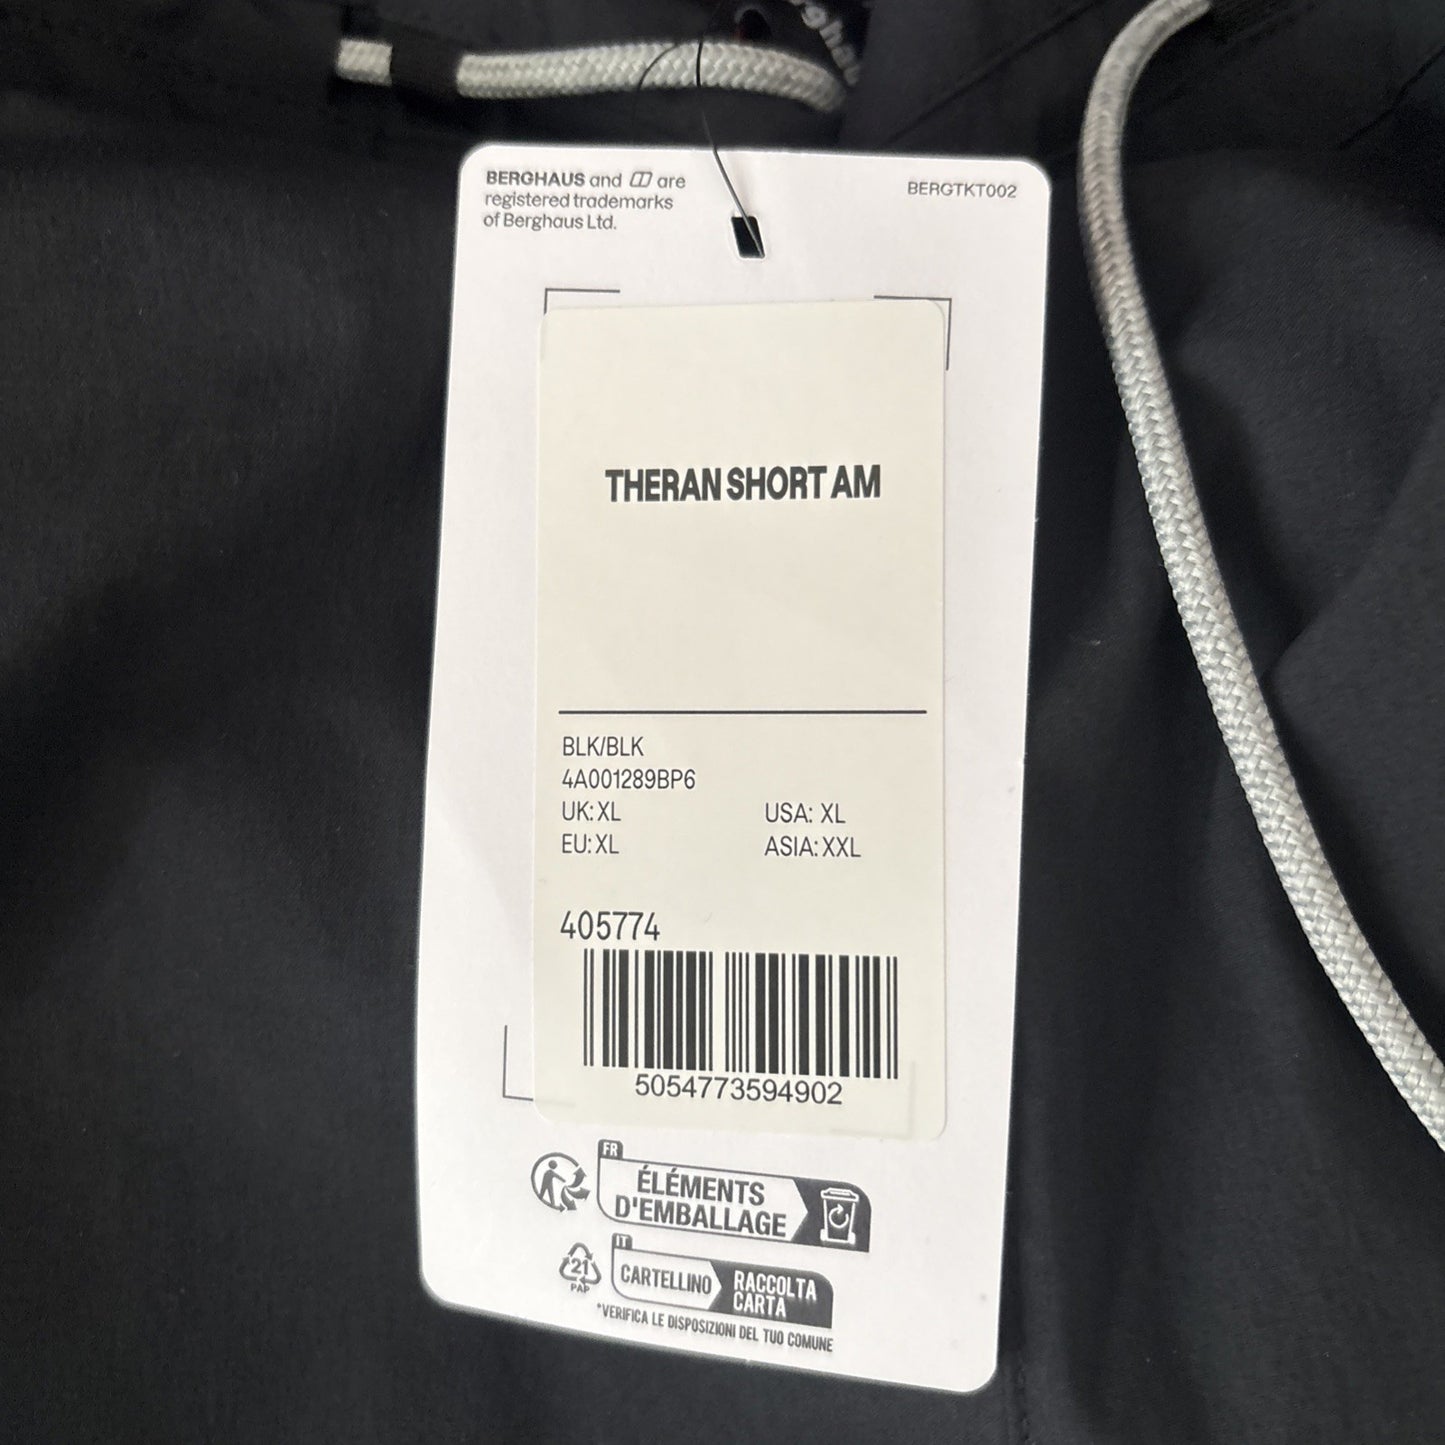 BERGHAUS and are
registered trademarks
of Berghaus Ltd.
BERGTKT002
THERAN SHORT AM
BLK/BLK
4A001289BP6
UK: XL USA: XL
EU: XL ASIA: XXL
405774
5054773594902
FR
ÉLÉMENTS
D'EMBALLAGE
IT
21
PAP
CARTELLINO
RACCOLTA
CARTA
*VERIFICA LE DISPOSIZIONI DEL TUO COMUNE